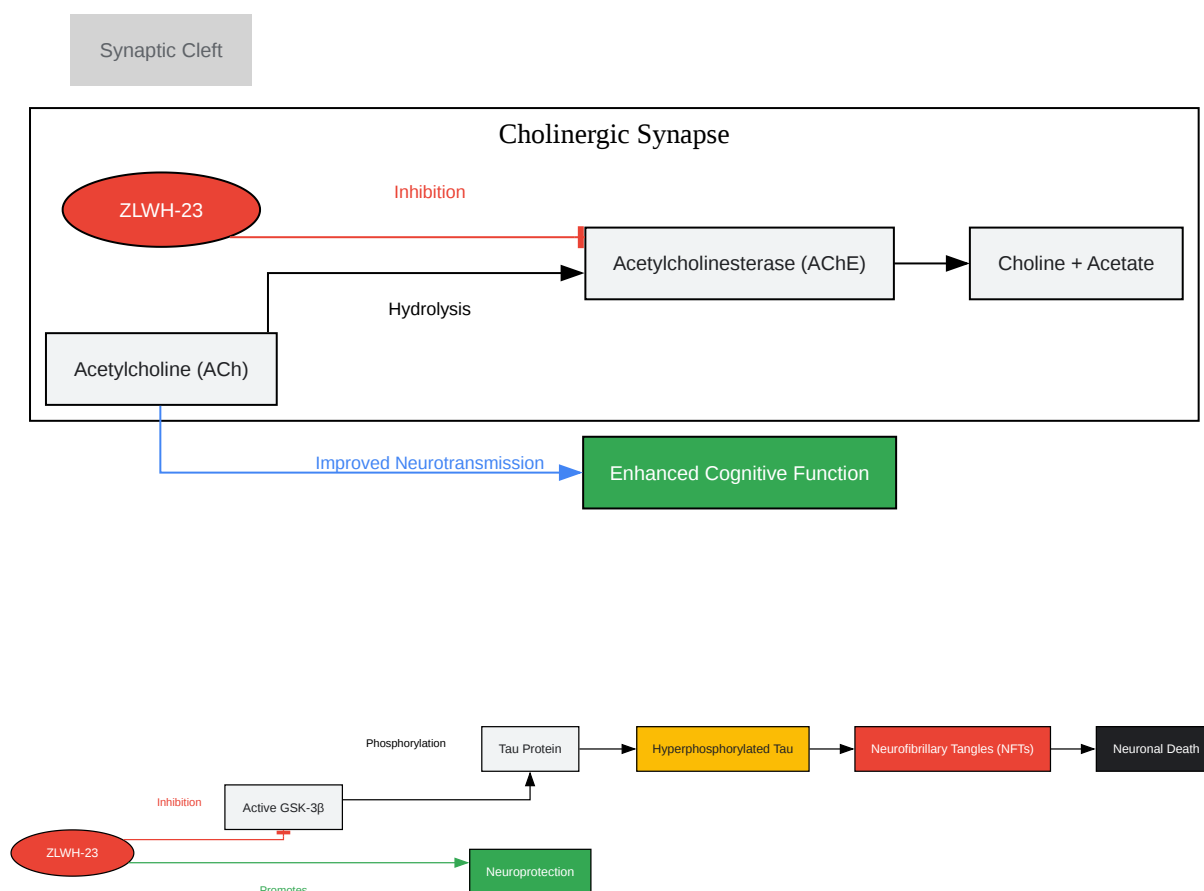 Synaptic Cleft
Cholinergic Synapse
ZLWH-23
Inhibition
Acetylcholinesterase (AChE)
Choline + Acetate
Hydrolysis
Acetylcholine (ACh)
Improved Neurotransmission
Enhanced Cognitive Function
Phosphorylation
Tau Protein
Hyperphosphorylated Tau
Neurofibrillary Tangles (NFTs)
Neuronal Death
Inhibition
Active GSK-3β
ZLWH-23
Neuroprotection
Promotes